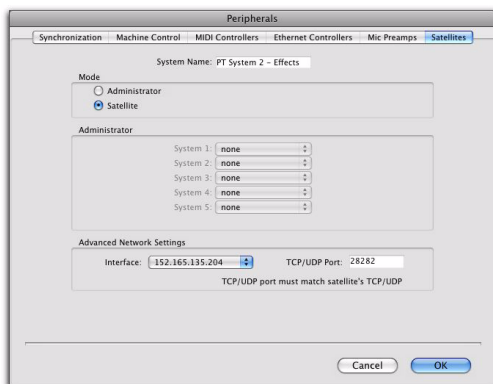 Peripherals
Synchronization Machine Control MIDI Controllers Ethernet Controllers Mic Preamps Satellites
System Name: PT System 2 – Effects
Mode
Administrator
Satellite
Administrator
System 1: none
System 2: none
System 3: none
System 4: none
System 5: none
Advanced Network Settings
Interface: 152.165.135.204 TCP/UDP Port: 28282
TCP/UDP port must match satellite's TCP/UDP
Cancel OK